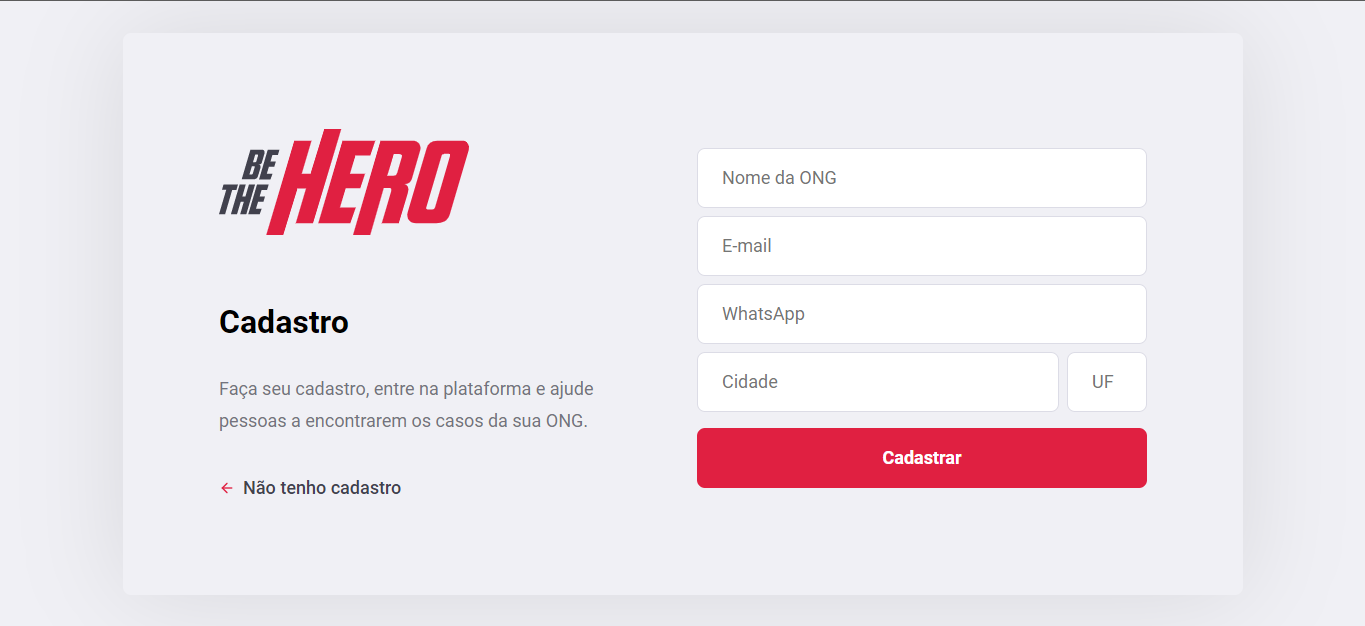 BE
THE HERO
Cadastro
Faça seu cadastro, entre na plataforma e ajude
pessoas a encontrarem os casos da sua ONG.
Não tenho cadastro
Nome da ONG
E-mail
WhatsApp
Cidade UF
Cadastrar